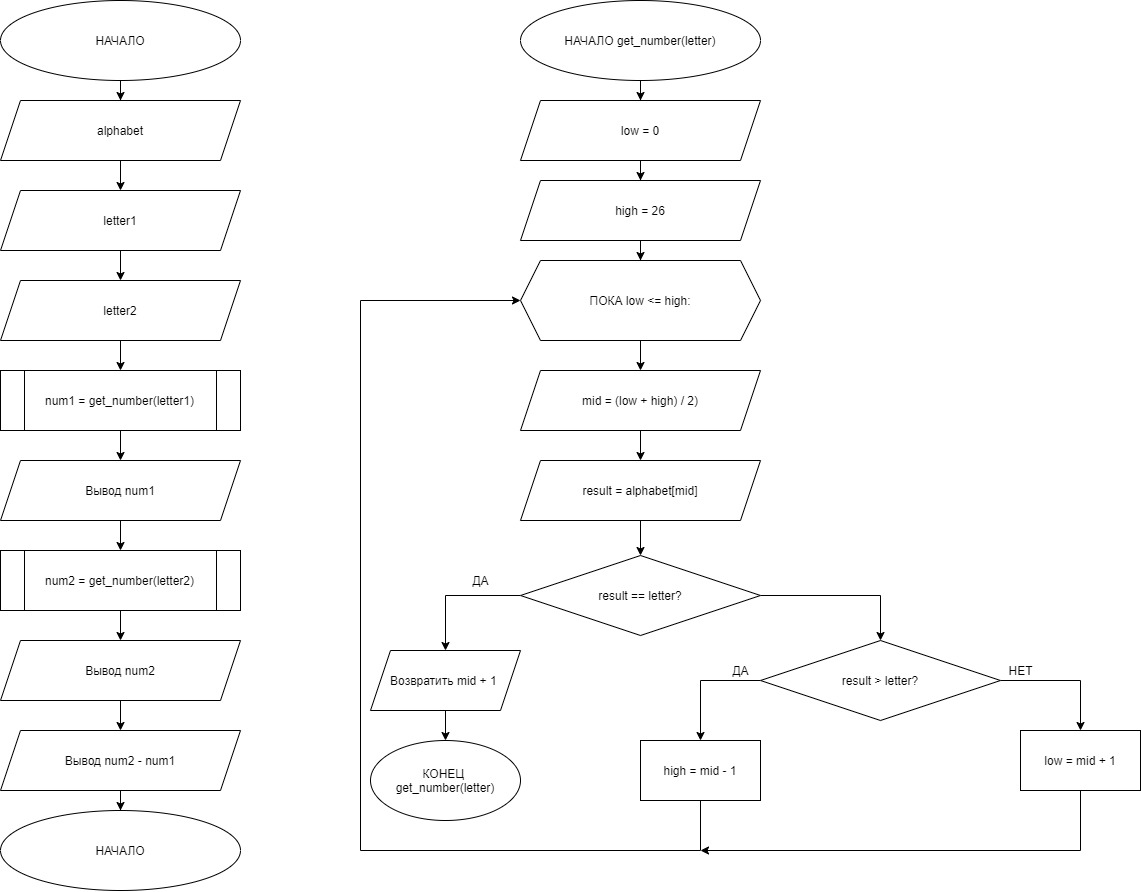 НАЧАЛО
alphabet
letter1
letter2
num1 = get_number(letter1)
Вывод num1
num2 = get_number(letter2)
Вывод num2
Вывод num2 - num1
НАЧАЛО
НАЧАЛО get_number(letter)
low = 0
high = 26
ПОКА low <= high:
mid = (low + high) / 2)
result = alphabet[mid]
ДА
result == letter?
Возвратить mid + 1
КОНЕЦ
get_number(letter)
ДА
result > letter?
НЕТ
high = mid - 1
low = mid + 1